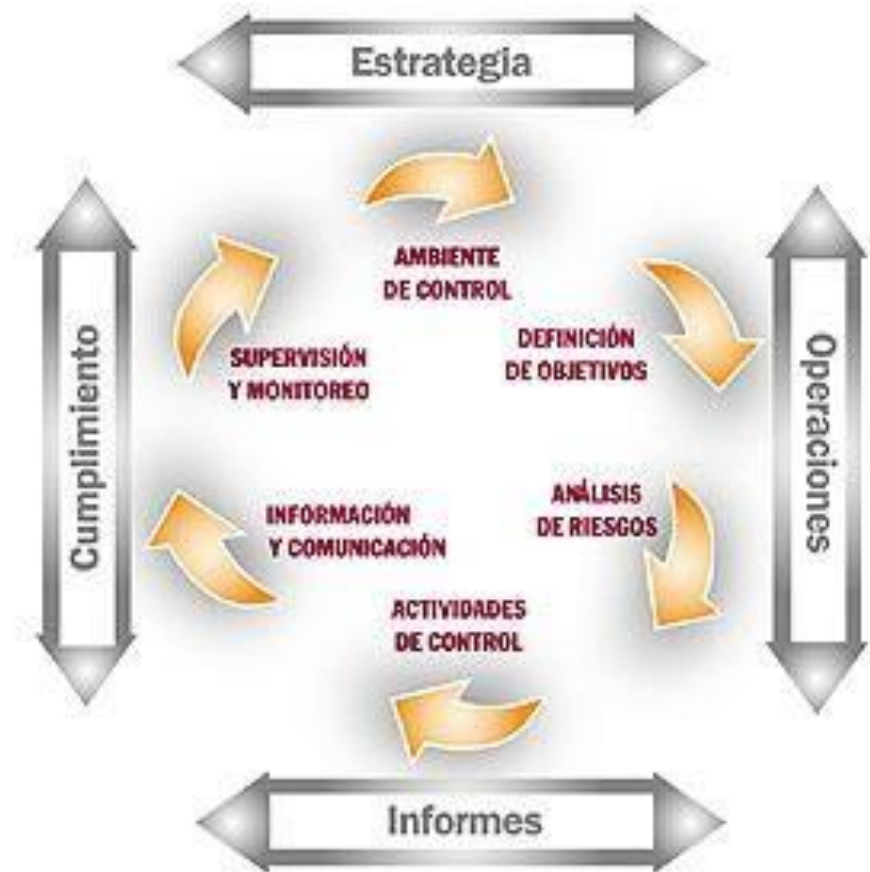 Estrategia
AMBIENTE
DE CONTROL
DEFINICIÓN
DE OBJETIVOS
Operaciones
ANÁLISIS
DE RIESGOS
ACTIVIDADES
DE CONTROL
Informes
INFORMACIÓN
Y COMUNICACIÓN
SUPERVISIÓN
Y MONITOREO
Cumplimiento